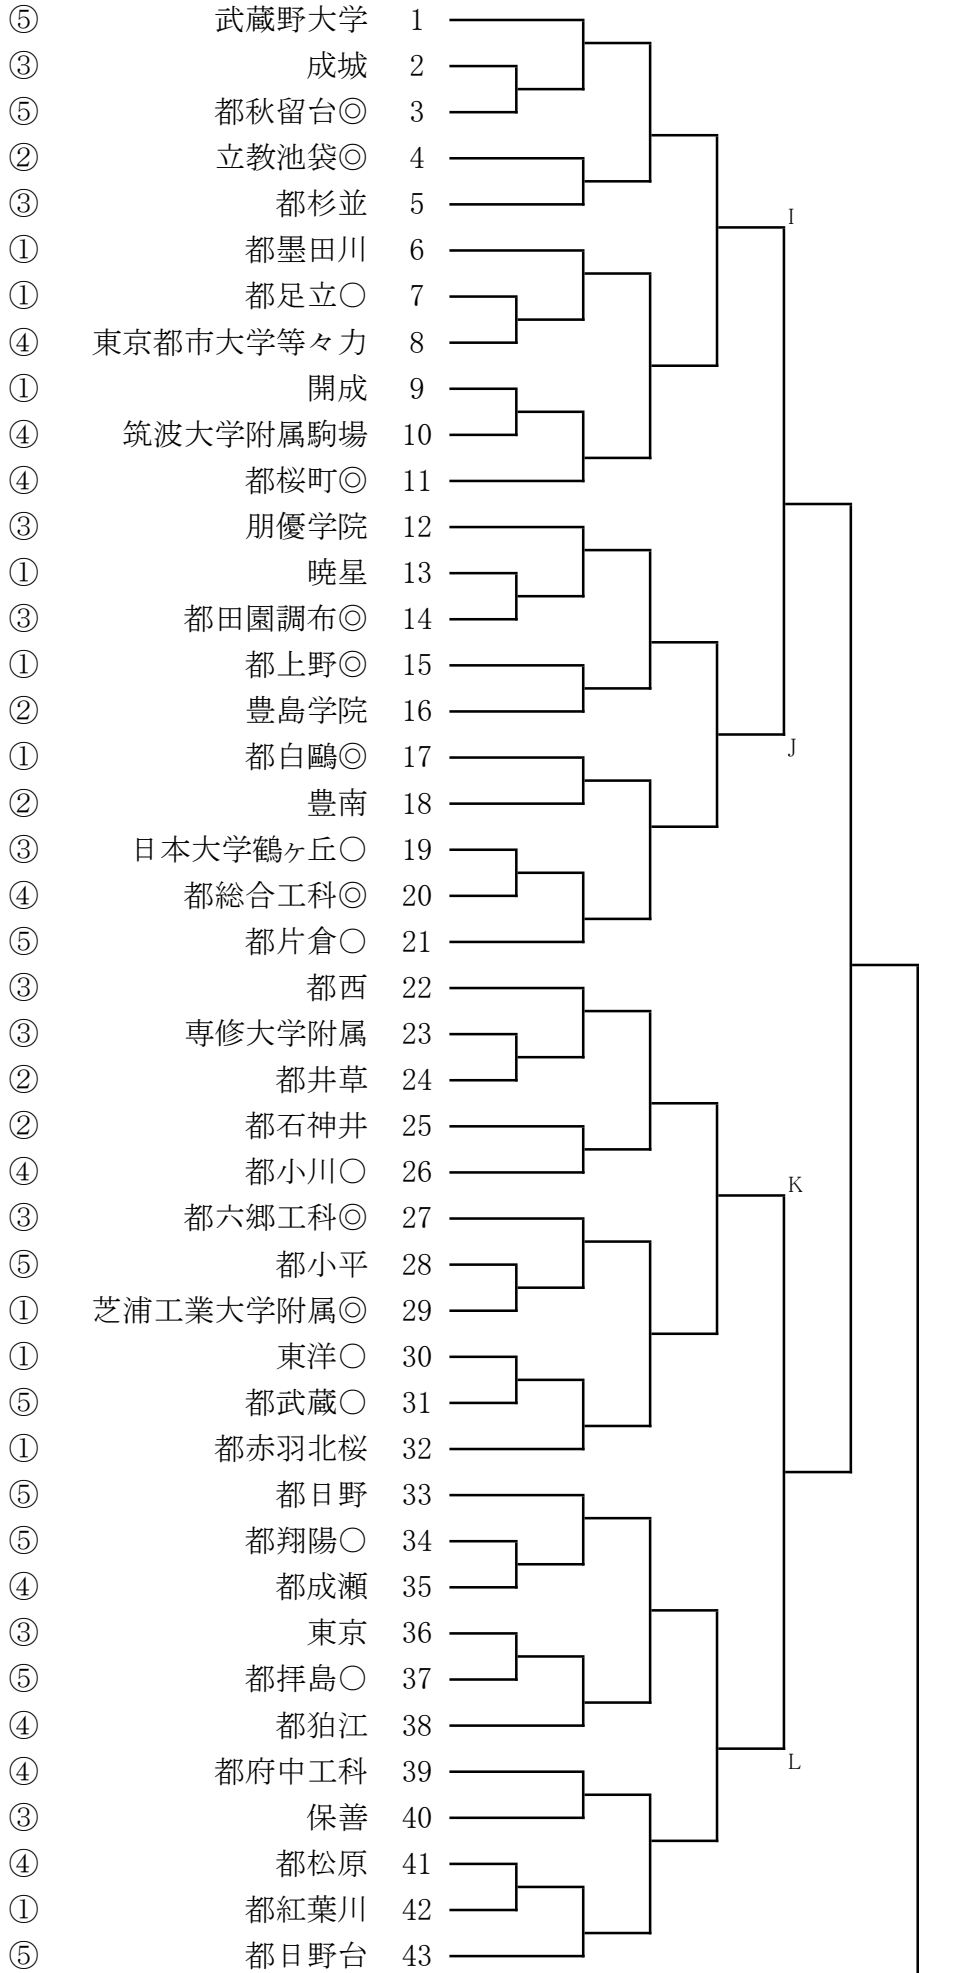 ⑤ 武蔵野大学 1
③ 成城 2
⑤ 都秋留台◎ 3
② 立教池袋◎ 4
③ 都杉並 5
I
① 都墨田川 6
① 都足立○ 7
④ 東京都市大学等々力 8
① 開成 9
④ 筑波大学附属駒場 10
④ 都桜町◎ 11
③ 朋優学院 12
① 暁星 13
③ 都田園調布◎ 14
① 都上野◎ 15
② 豊島学院 16
J
① 都白鷗◎ 17
② 豊南 18
③ 日本大学鶴ヶ丘○ 19
④ 都総合工科◎ 20
⑤ 都片倉○ 21
③ 都西 22
③ 専修大学附属 23
② 都井草 24
② 都石神井 25
④ 都小川○ 26
K
③ 都六郷工科◎ 27
⑤ 都小平 28
① 芝浦工業大学附属◎ 29
① 東洋○ 30
⑤ 都武蔵○ 31
① 都赤羽北桜 32
⑤ 都日野 33
⑤ 都翔陽○ 34
④ 都成瀬 35
③ 東京 36
⑤ 都拝島○ 37
④ 都狛江 38
L
④ 都府中工科 39
③ 保善 40
④ 都松原 41
① 都紅葉川 42
⑤ 都日野台 43